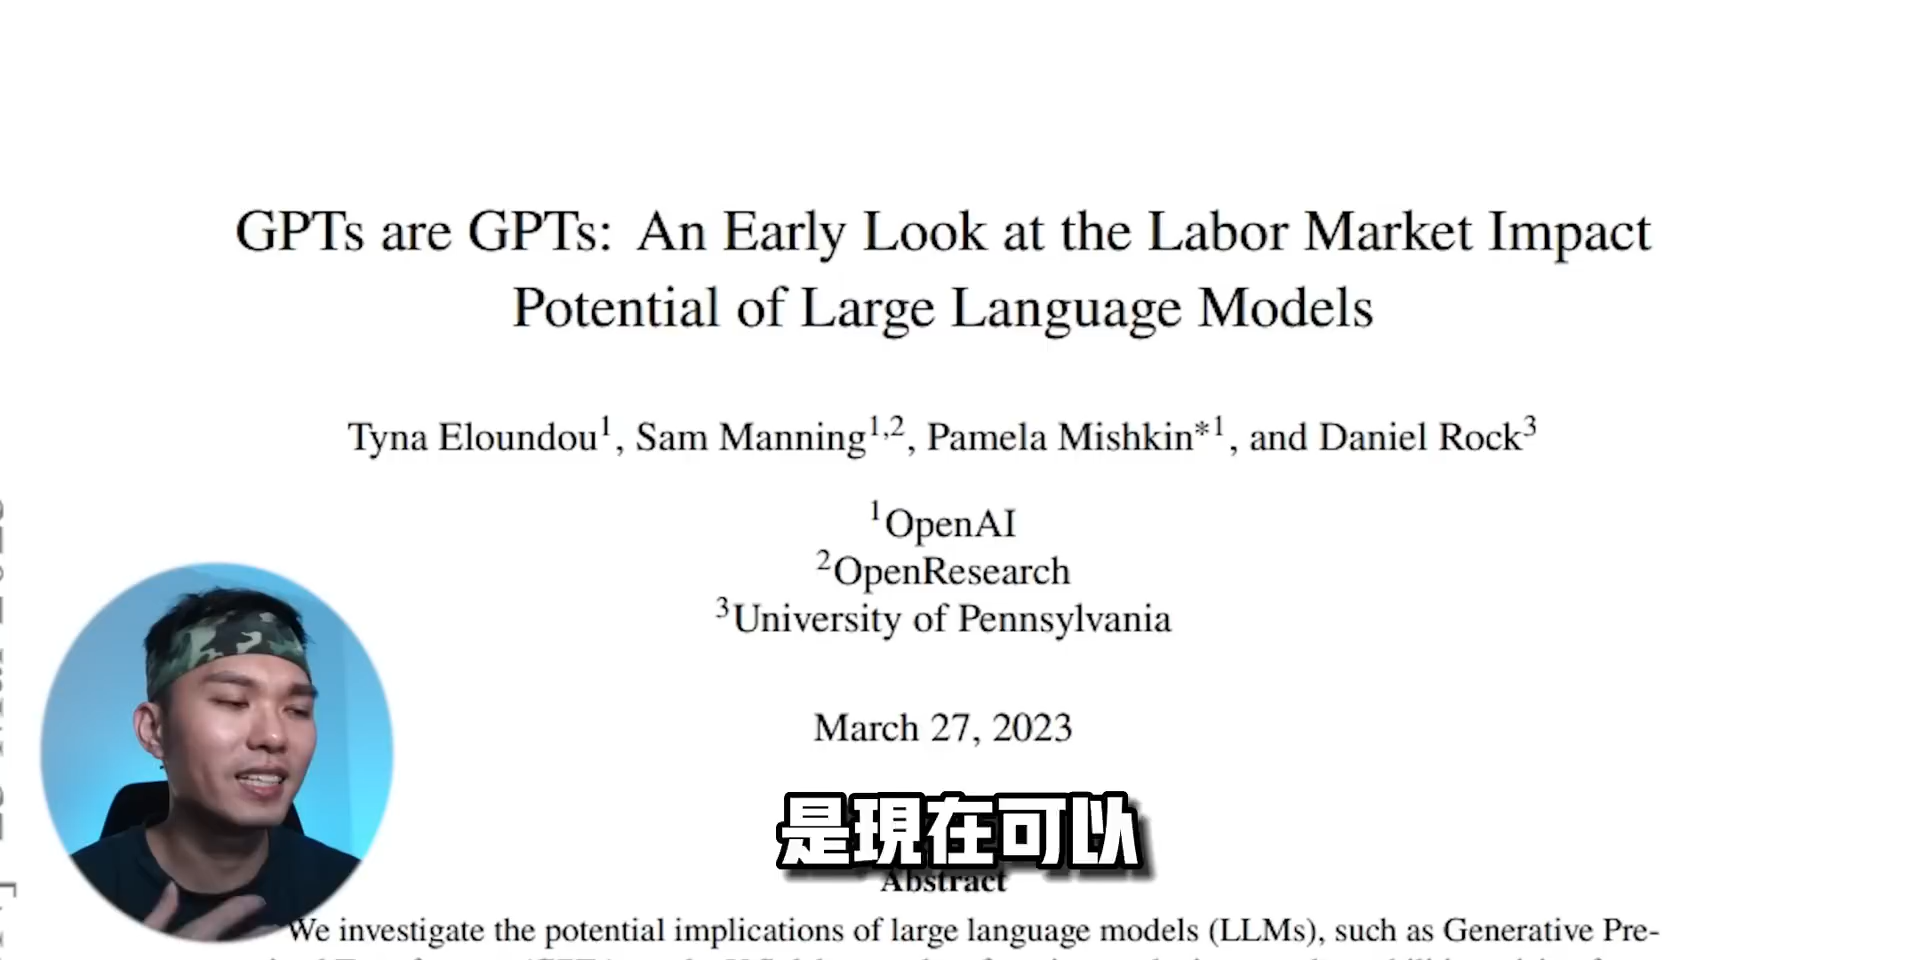 GPTs are GPTs: An Early Look at the Labor Market Impact
Potential of Large Language Models
Tyna Eloundou1, Sam Manning1,2, Pamela Mishkin*1, and Daniel Rock3
1OpenAI
2OpenResearch
3University of Pennsylvania
March 27, 2023
是現在可以
Abstract
We investigate the potential implications of large language models (LLMs), such as Generative Pre-